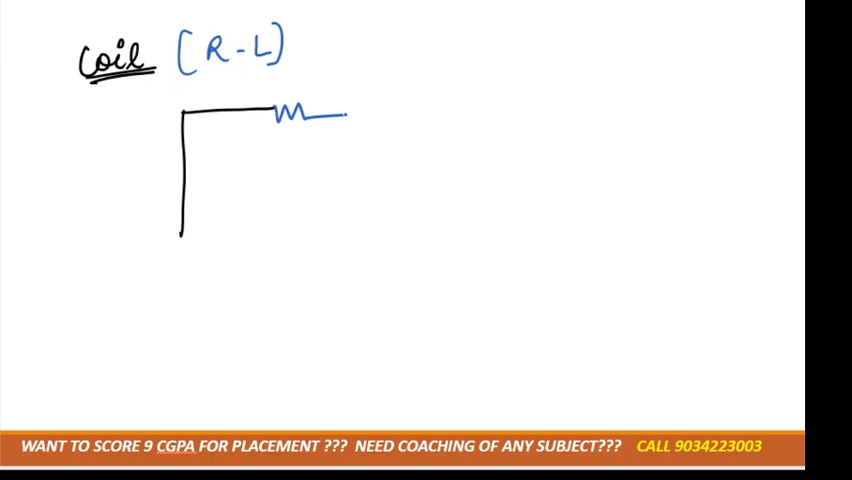 Coil (R-L)
WANT TO SCORE 9 CGPA FOR PLACEMENT ??? NEED COACHING OF ANY SUBJECT??? CALL 9034223003